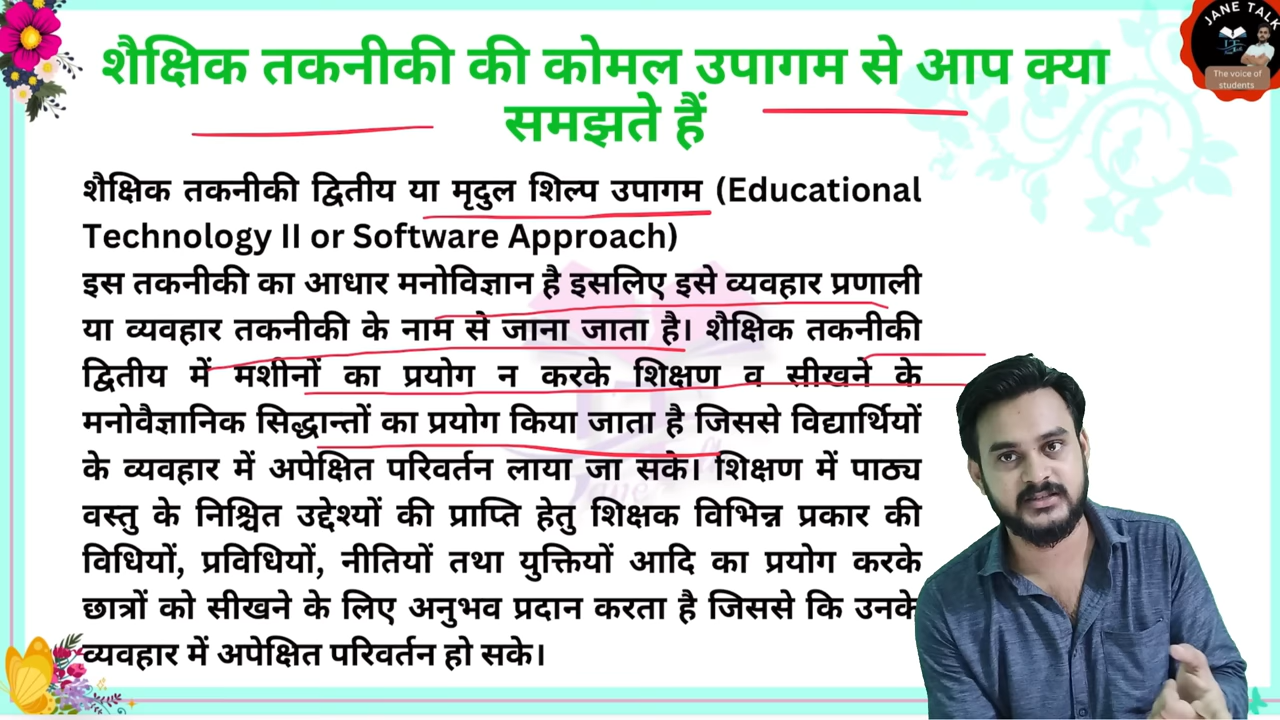 शैक्षिक तकनीकी की कोमल उपागम से आप क्या
समझते हैं
JANE TALK
The voice of
students
शैक्षिक तकनीकी द्वितीय या मृदुल शिल्प उपागम (Educational
Technology II or Software Approach)
इस तकनीकी का आधार मनोविज्ञान है इसलिए इसे व्यवहार प्रणाली
या व्यवहार तकनीकी के नाम से जाना जाता है। शैक्षिक तकनीकी
द्वितीय में मशीनों का प्रयोग न करके शिक्षण व सीखने के
मनोवैज्ञानिक सिद्धान्तों का प्रयोग किया जाता है जिससे विद्यार्थियों
के व्यवहार में अपेक्षित परिवर्तन लाया जा सके। शिक्षण में पाठ्य
वस्तु के निश्चित उद्देश्यों की प्राप्ति हेतु शिक्षक विभिन्न प्रकार की
विधियों, प्रविधियों, नीतियों तथा युक्तियों आदि का प्रयोग करके
छात्रों को सीखने के लिए अनुभव प्रदान करता है जिससे कि उनके
व्यवहार में अपेक्षित परिवर्तन हो सके।